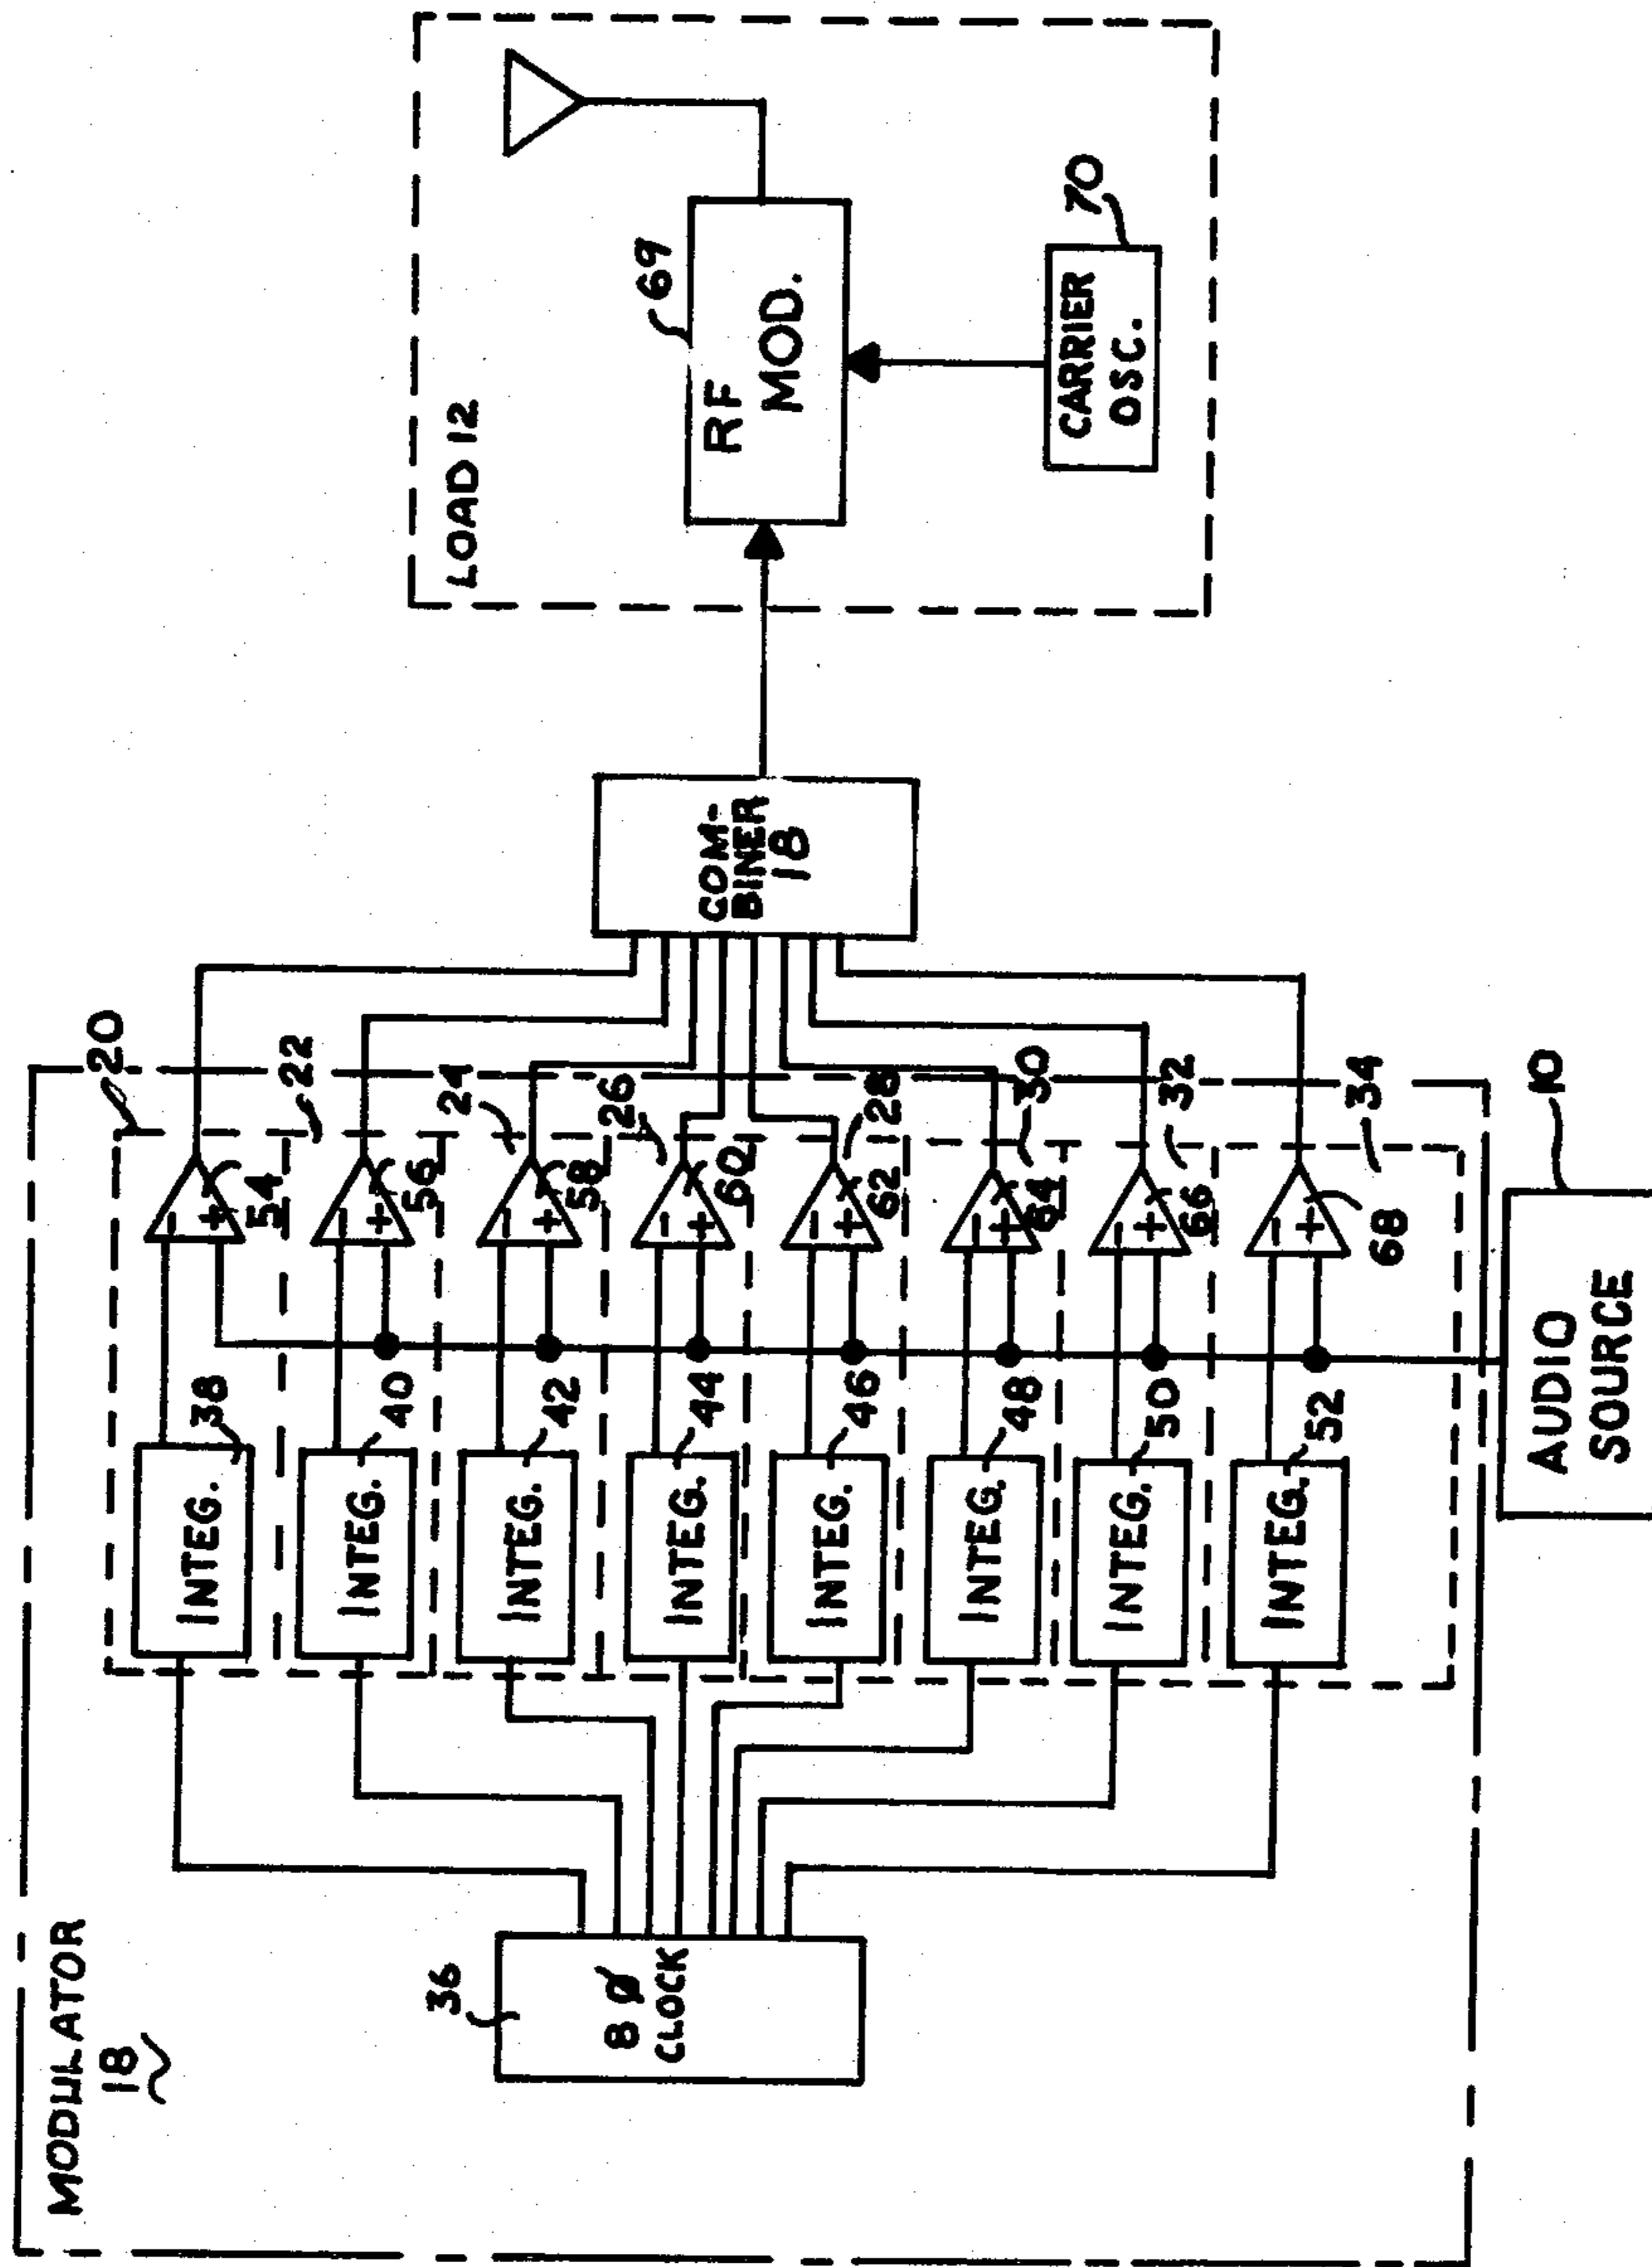 MODULATOR
18
36
8 Ø
CLOCK
20
22
24
26
28
30
32
34
INTEG.
38
INTEG.
40
INTEG.
42
INTEG.
44
INTEG.
46
INTEG.
48
INTEG.
50
INTEG.
52
−
+
54
−
+
56
−
+
58
−
+
60
−
+
62
−
+
64
−
+
66
−
+
68
10
AUDIO
SOURCE
COM-
BINER
18
LOAD 12
69
RF
MOD.
70
CARRIER
OSC.